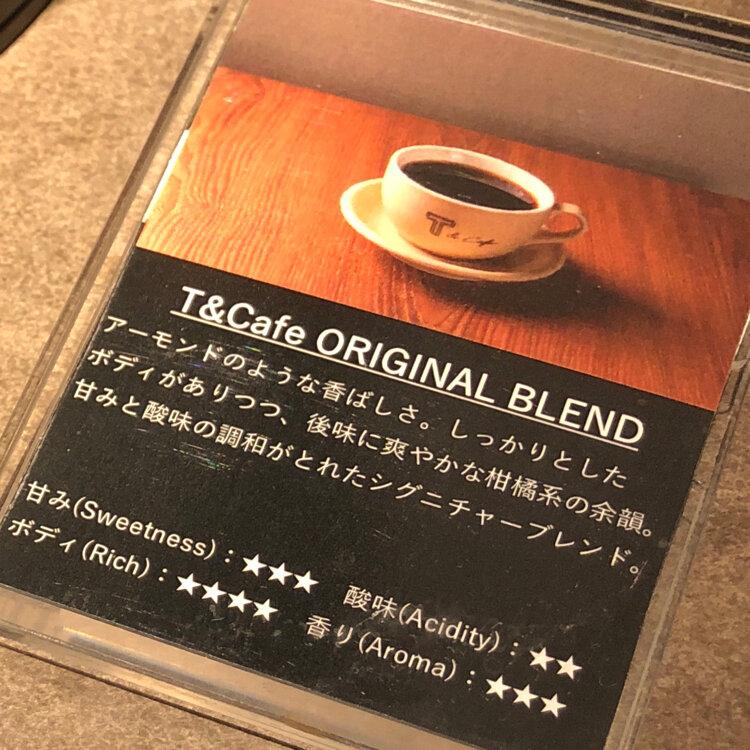 T & Cafe
T&Cafe ORIGINAL BLEND
アーモンドのような香ばしさ。しっかりとした
ボディがありつつ、後味に爽やかな柑橘系の余韻。
甘みと酸味の調和がとれたシグニチャーブレンド。
甘み(Sweetness)：★★★ 酸味(Acidity)：★★
ボディ(Rich)：★★★★ 香り(Aroma)：★★★